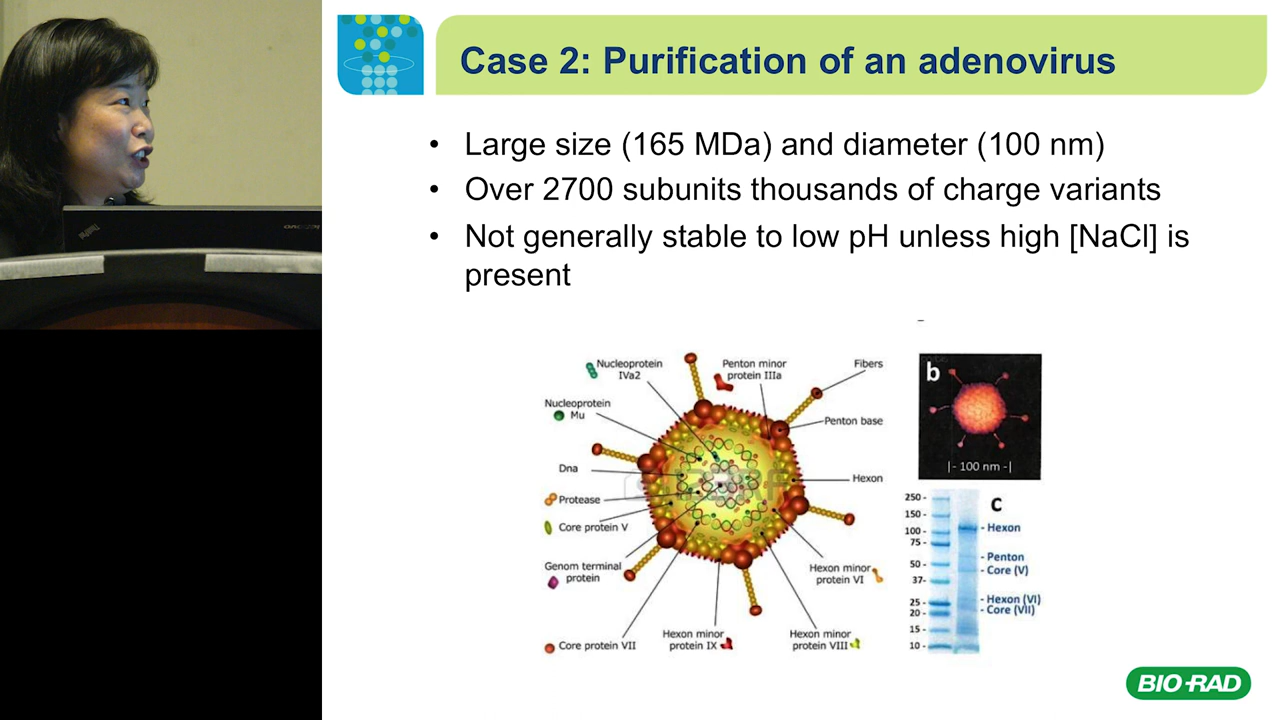 Case 2: Purification of an adenovirus
• Large size (165 MDa) and diameter (100 nm)
• Over 2700 subunits thousands of charge variants
• Not generally stable to low pH unless high [NaCl] is
present
Nucleoprotein
IVa2
Penton minor
protein IIIa
Fibers
Nucleoprotein
Mu
Penton base
Dna
Hexon
Protease
Core protein V
Genom terminal
protein
Hexon minor
protein VI
Core protein VII
Hexon minor
protein IX
Hexon minor
protein VIII
b
|- 100 nm -|
c
250 -
150 -
100 -
75 -
50 -
37-
25 -
20 -
15 -
10 -
- Hexon
- Penton
- Core (V)
- Hexon (VI)
- Core (VII)
BIO-RAD